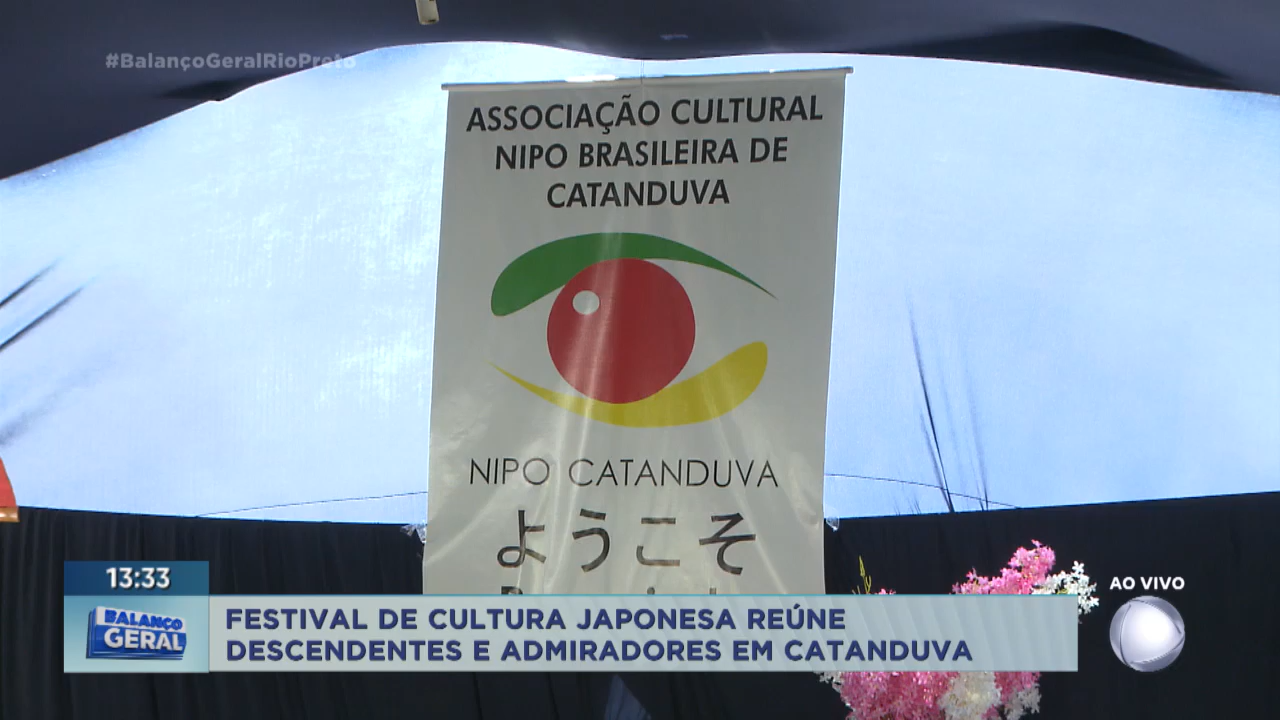 #BalançoGeralRioPreto
ASSOCIAÇÃO CULTURAL
NIPO BRASILEIRA DE
CATANDUVA
NIPO CATANDUVA
ようこそ
13:33
BALANÇO
GERAL
FESTIVAL DE CULTURA JAPONESA REÚNE
DESCENDENTES E ADMIRADORES EM CATANDUVA
AO VIVO